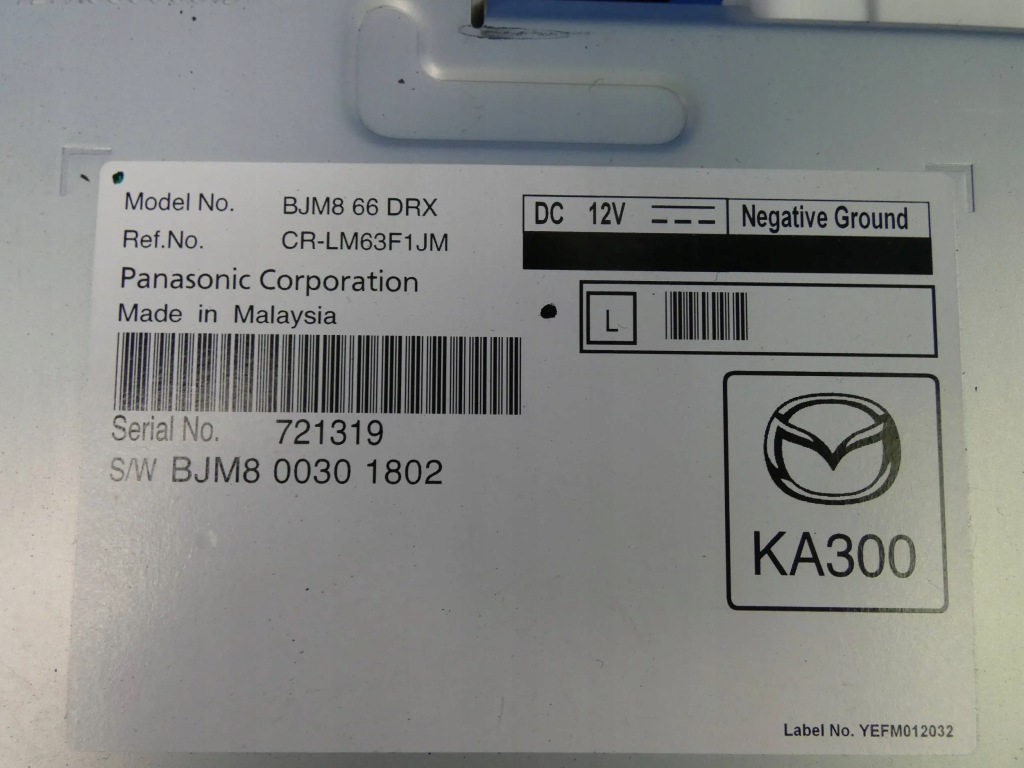 Model No. BJM8 66 DRX
Ref.No. CR-LM63F1JM
Panasonic Corporation
Made in Malaysia
Serial No. 721319
S/W BJM8 0030 1802
DC 12V Negative Ground
L
KA300
Label No. YEFM012032